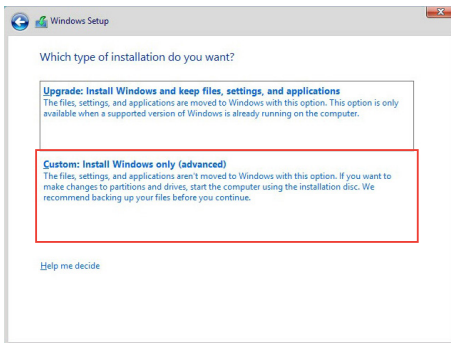 Windows Setup
Which type of installation do you want?
Upgrade: Install Windows and keep files, settings, and applications
The files, settings, and applications are moved to Windows with this option. This option is only
available when a supported version of Windows is already running on the computer.
Custom: Install Windows only (advanced)
The files, settings, and applications aren't moved to Windows with this option. If you want to
make changes to partitions and drives, start the computer using the installation disc. We
recommend backing up your files before you continue.
Help me decide